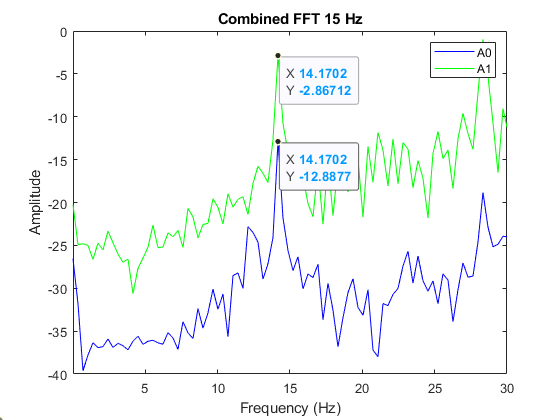 Combined FFT 15 Hz
0
-5
-10
-15
-20
-25
-30
-35
-40
Amplitude
A0
A1
X 14.1702
Y -2.86712
X 14.1702
Y -12.8877
5
10
15
20
25
30
Frequency (Hz)